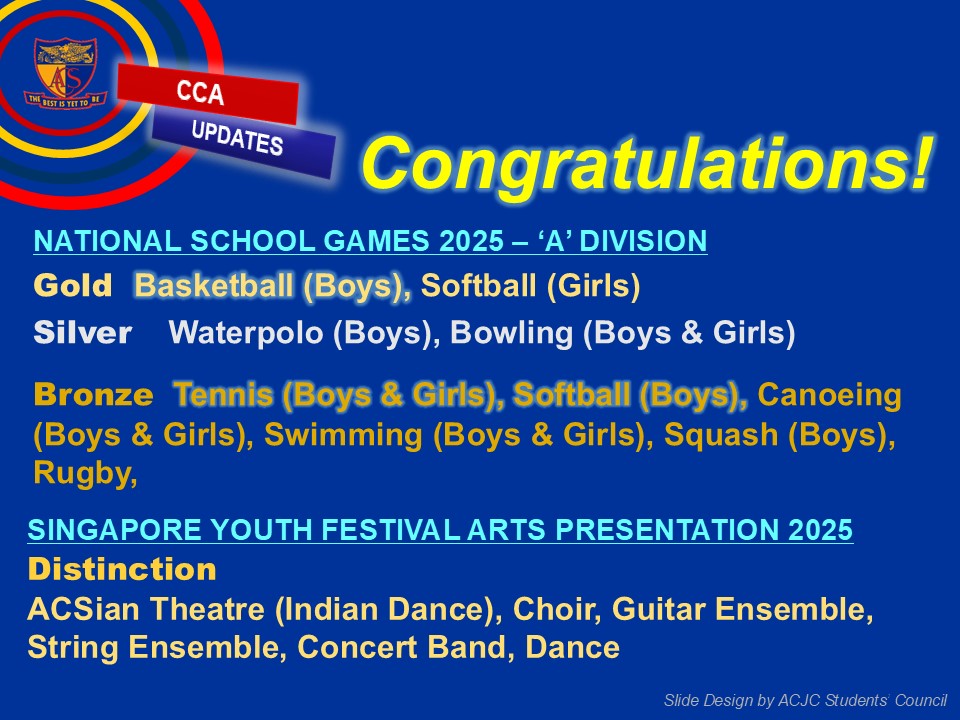 ACS
THE BEST IS YET TO BE
CCA
UPDATES
Congratulations!
NATIONAL SCHOOL GAMES 2025 – ‘A’ DIVISION
Gold Basketball (Boys), Softball (Girls)
Silver Waterpolo (Boys), Bowling (Boys & Girls)
Bronze Tennis (Boys & Girls), Softball (Boys), Canoeing
(Boys & Girls), Swimming (Boys & Girls), Squash (Boys),
Rugby,
SINGAPORE YOUTH FESTIVAL ARTS PRESENTATION 2025
Distinction
ACSian Theatre (Indian Dance), Choir, Guitar Ensemble,
String Ensemble, Concert Band, Dance
Slide Design by ACJC Students’ Council